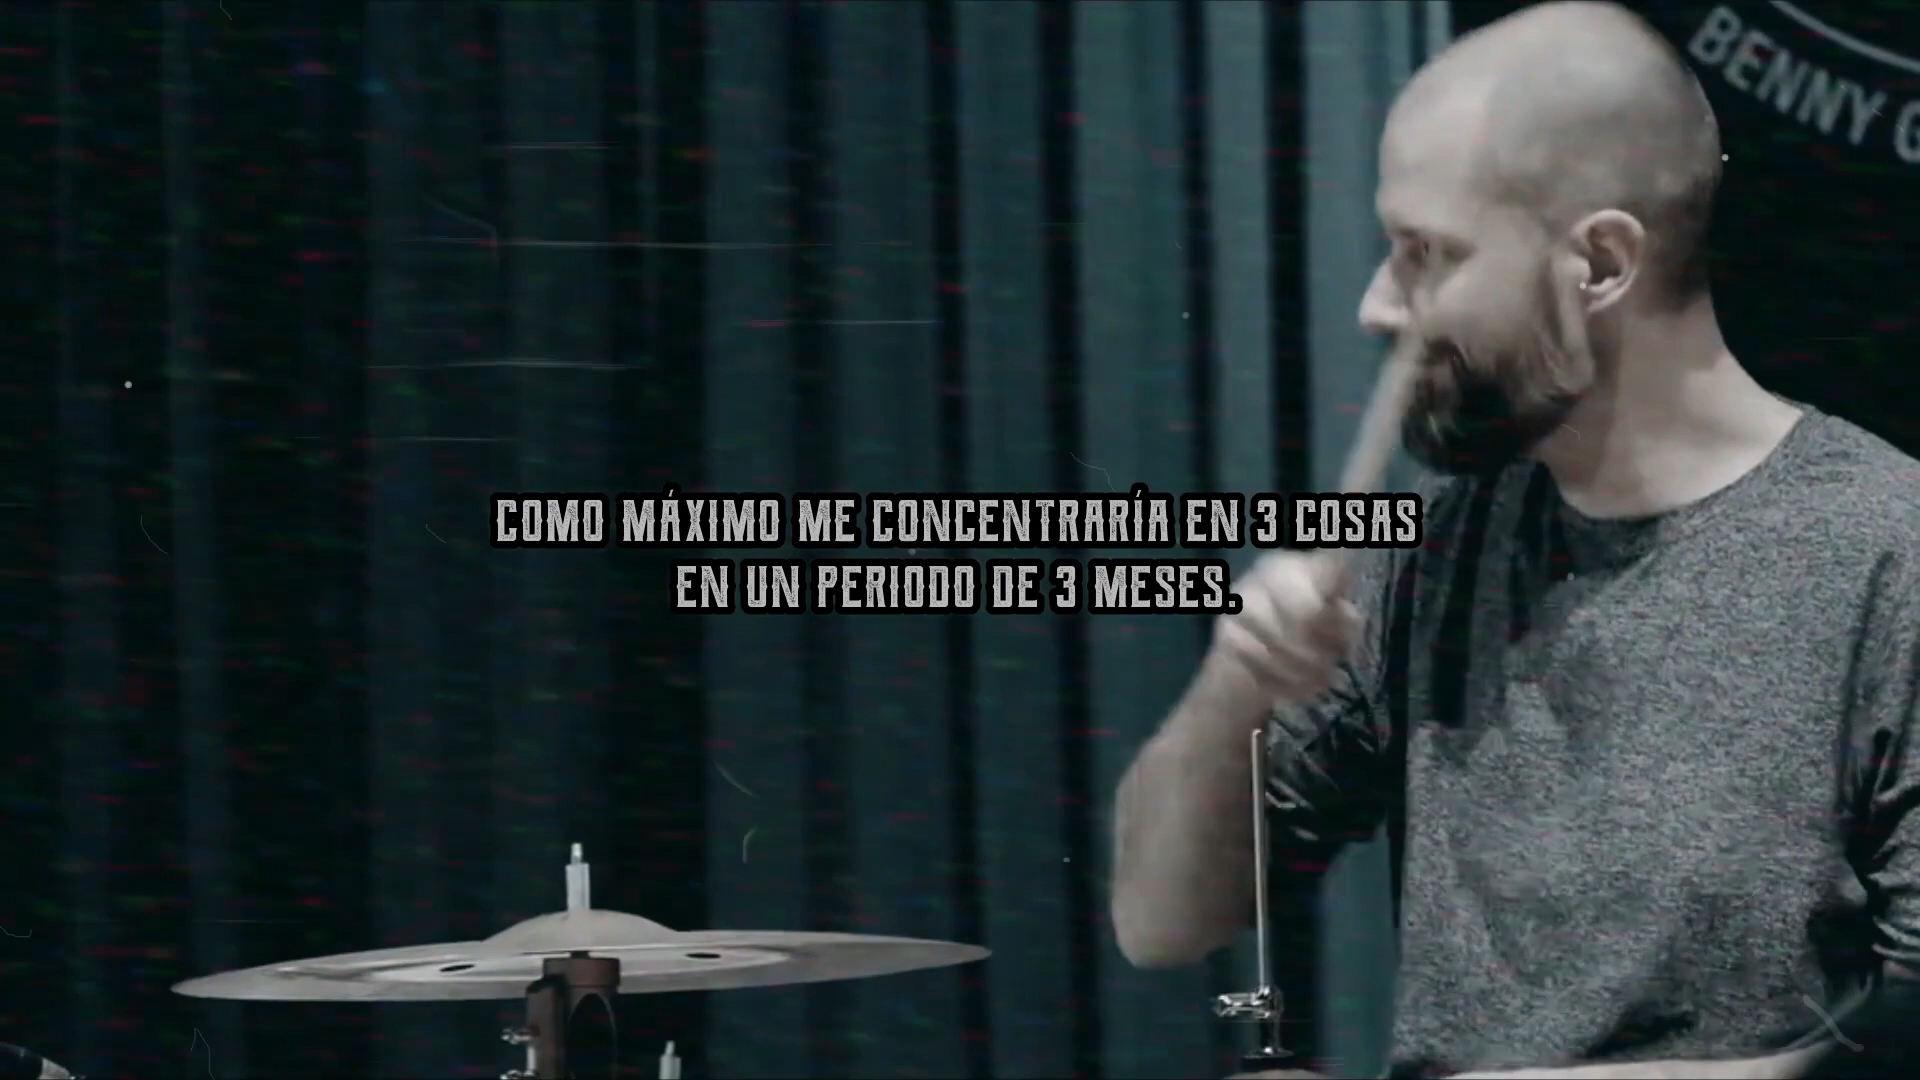 BENNY G
COMO MÁXIMO ME CONCENTRARÍA EN 3 COSAS
EN UN PERIODO DE 3 MESES.